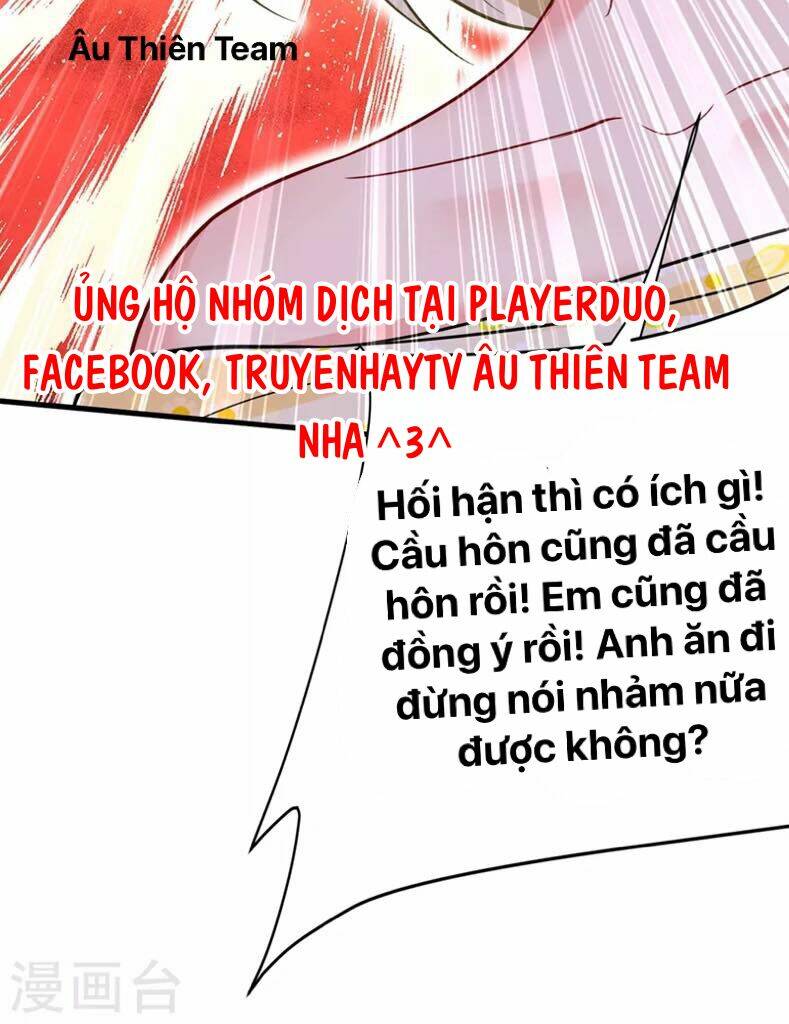 Âu Thiên Team
ỦNG HỘ NHÓM DỊCH TẠI PLAYERDUO,
FACEBOOK, TRUYENHAYTV ÂU THIÊN TEAM
NHA ^3^
Hối hận thì có ích gì!
Cầu hôn cũng đã cầu
hôn rồi! Em cũng đã
đồng ý rồi! Anh ăn đi
đừng nói nhảm nữa
được không?
漫画台